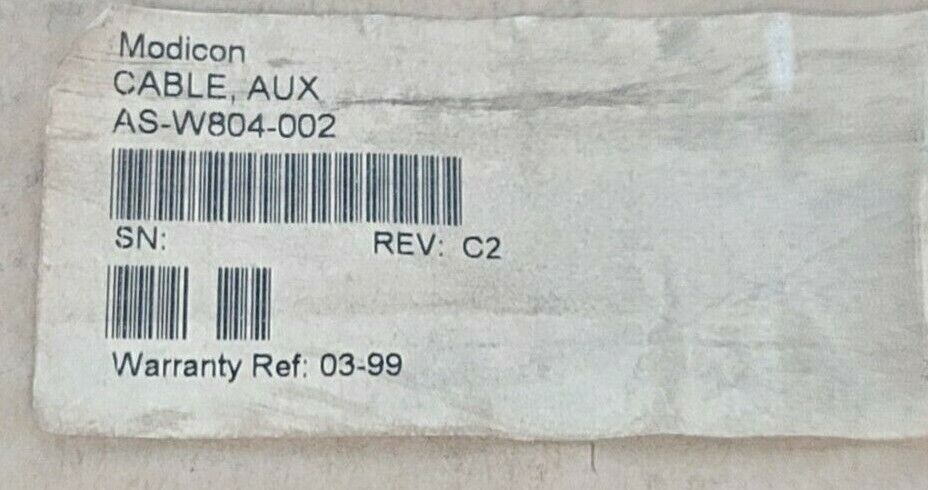 Modicon
CABLE, AUX
AS-W804-002
SN: REV: C2
Warranty Ref: 03-99